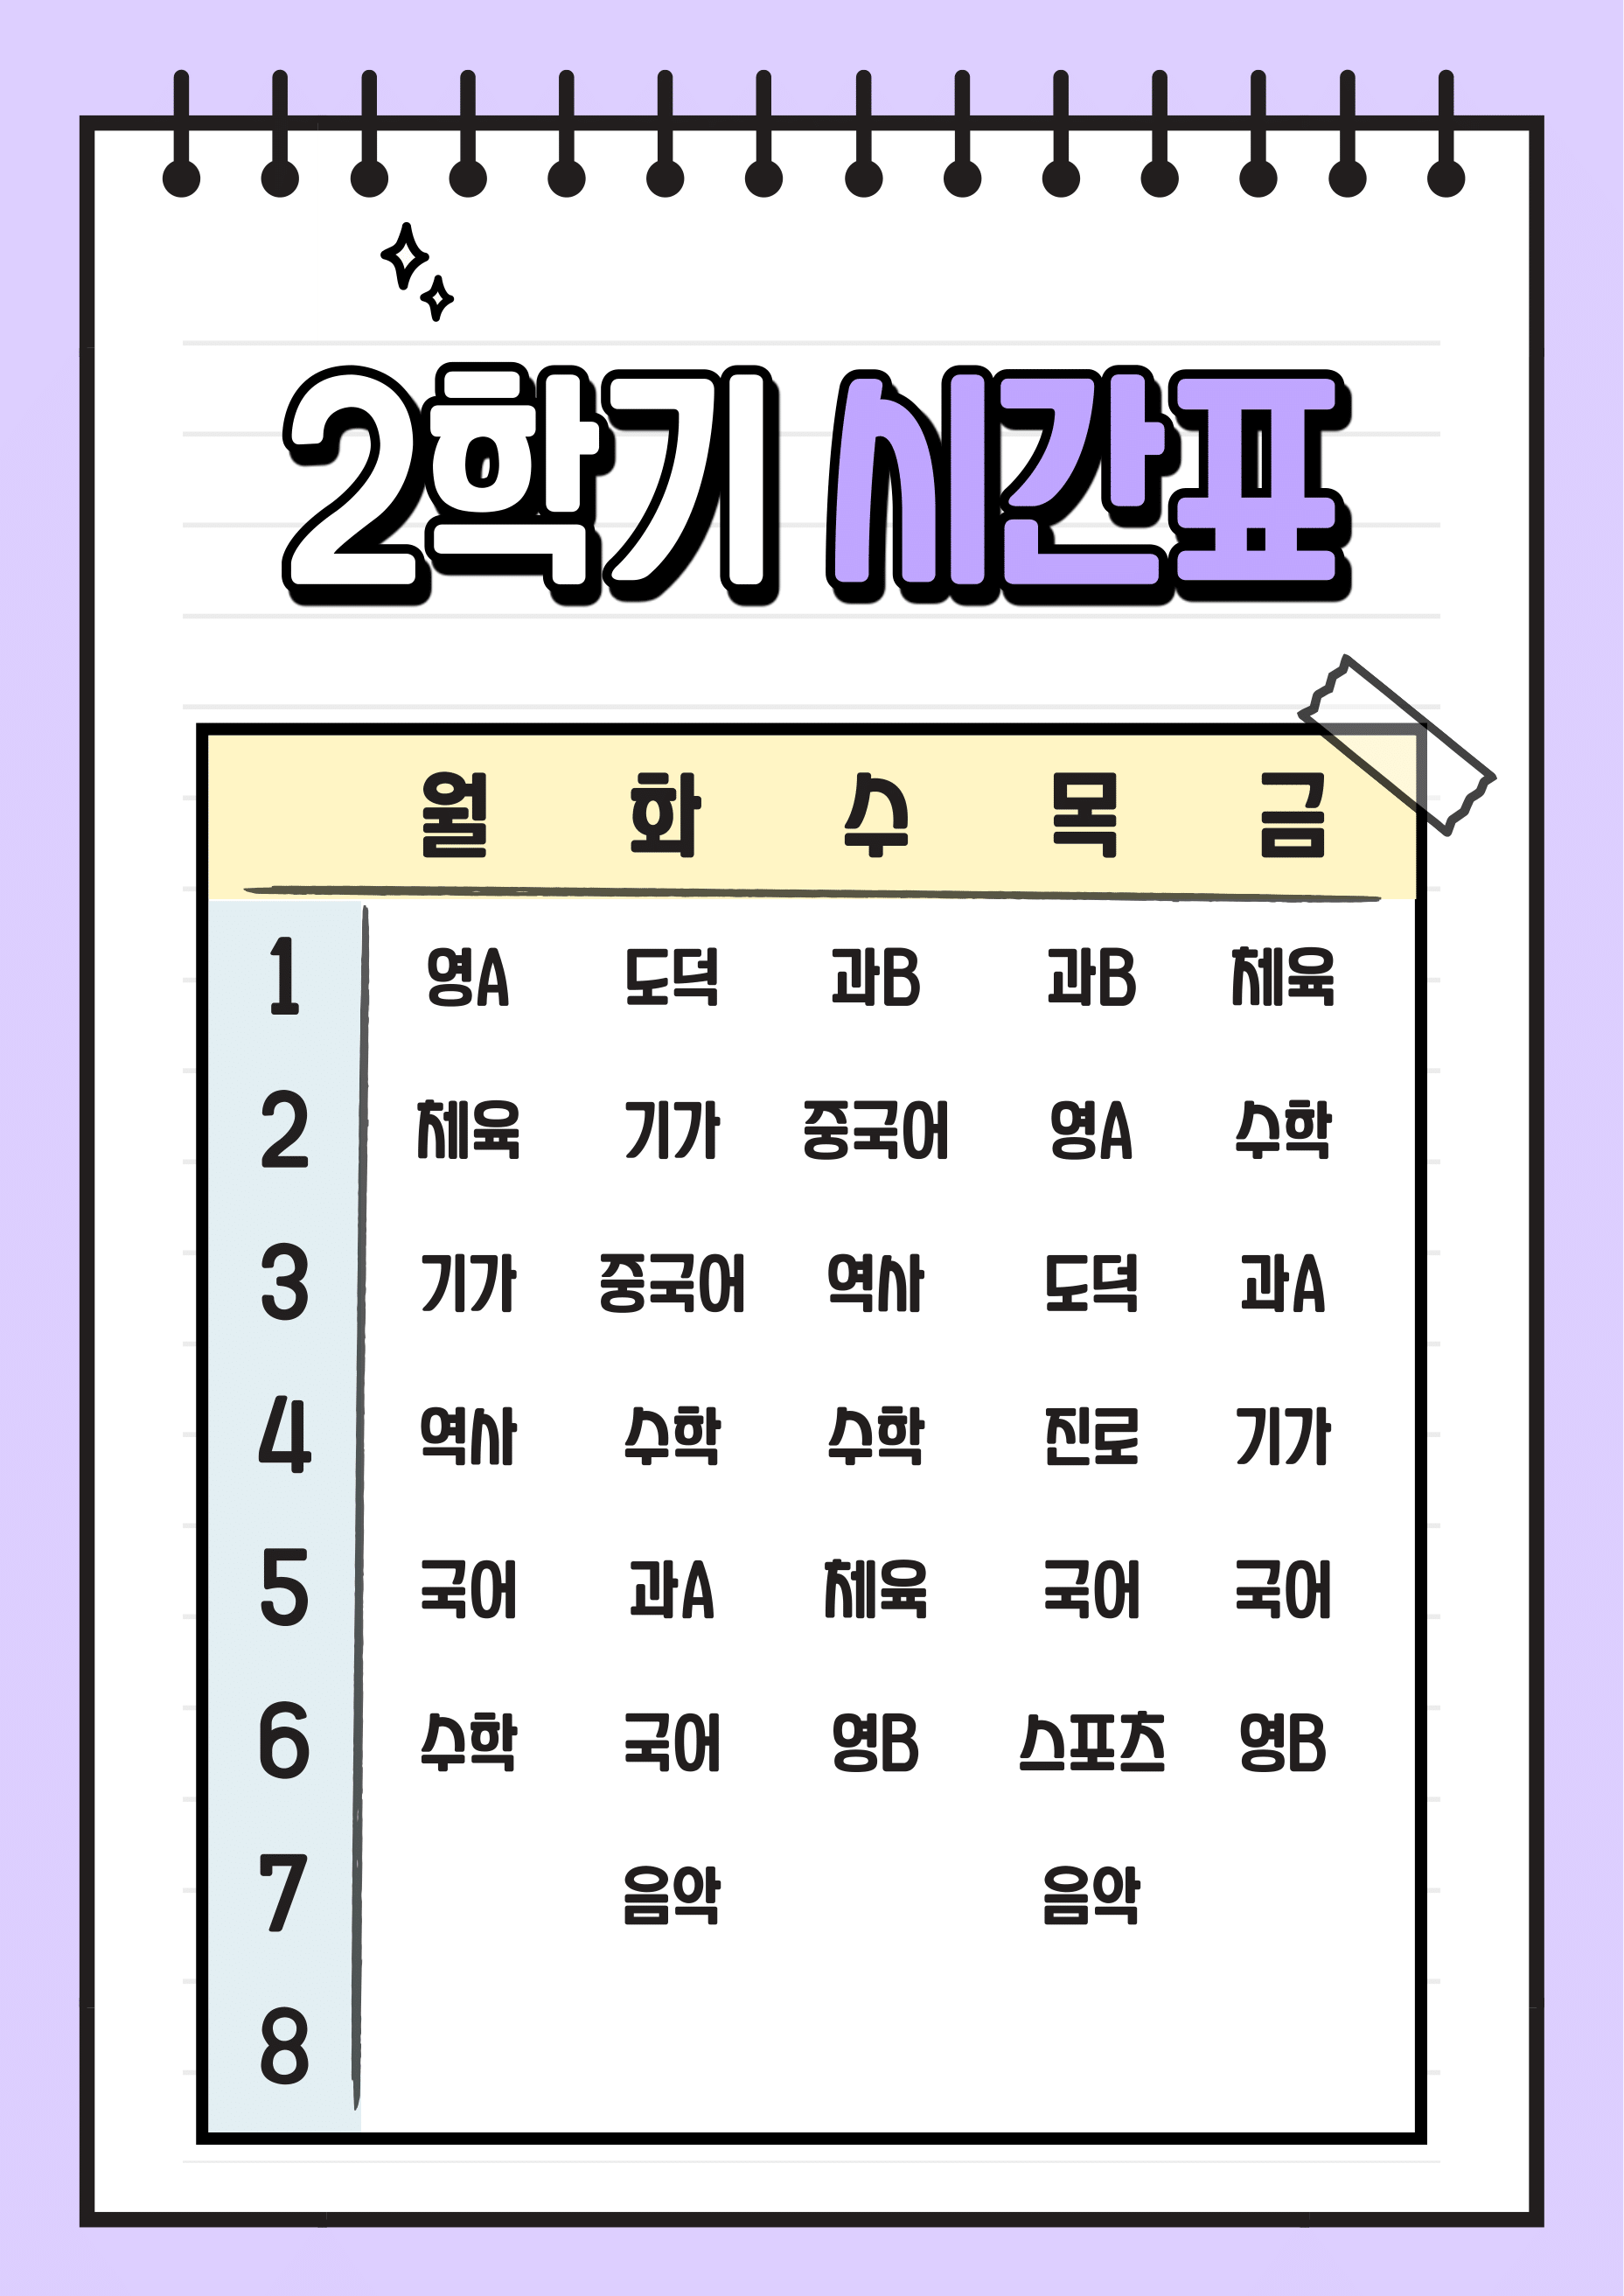 2학기 시간표
월 화 수 목 금
1 영A 도덕 과B 과B 체육
2 체육 기가 중국어 영A 수학
3 기가 중국어 역사 도덕 과A
4 역사 수학 수학 진로 기가
5 국어 과A 체육 국어 국어
6 수학 국어 영B 스포츠 영B
7 음악 음악
8